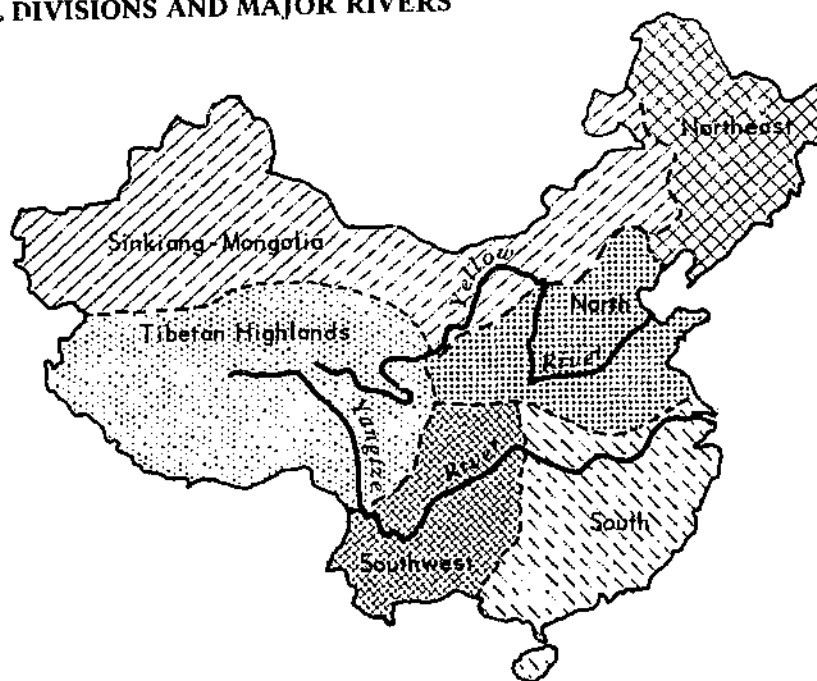 DIVISIONS AND MAJOR RIVERS
Northeast
Sinkiang-Mongolia
Yellow
North
Tibetan Highlands
River
Yangtze
River
South
Southwest